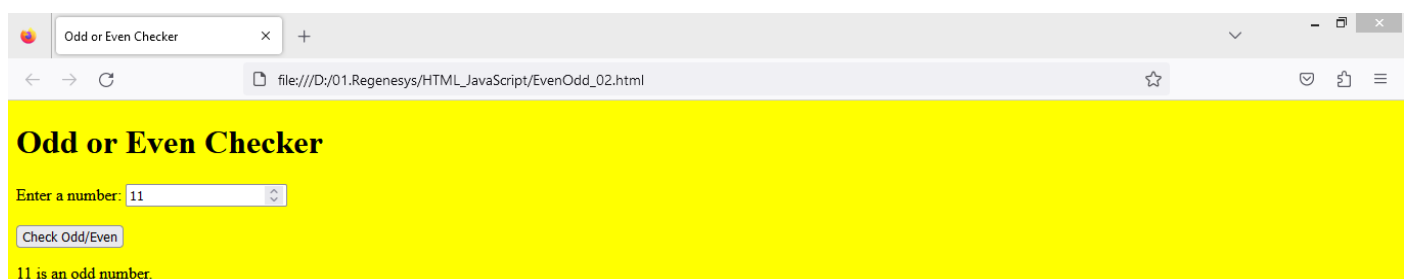 Odd or Even Checker
file:///D:/01.Regenesys/HTML_JavaScript/EvenOdd_02.html
Odd or Even Checker
Enter a number: 11
Check Odd/Even
11 is an odd number.